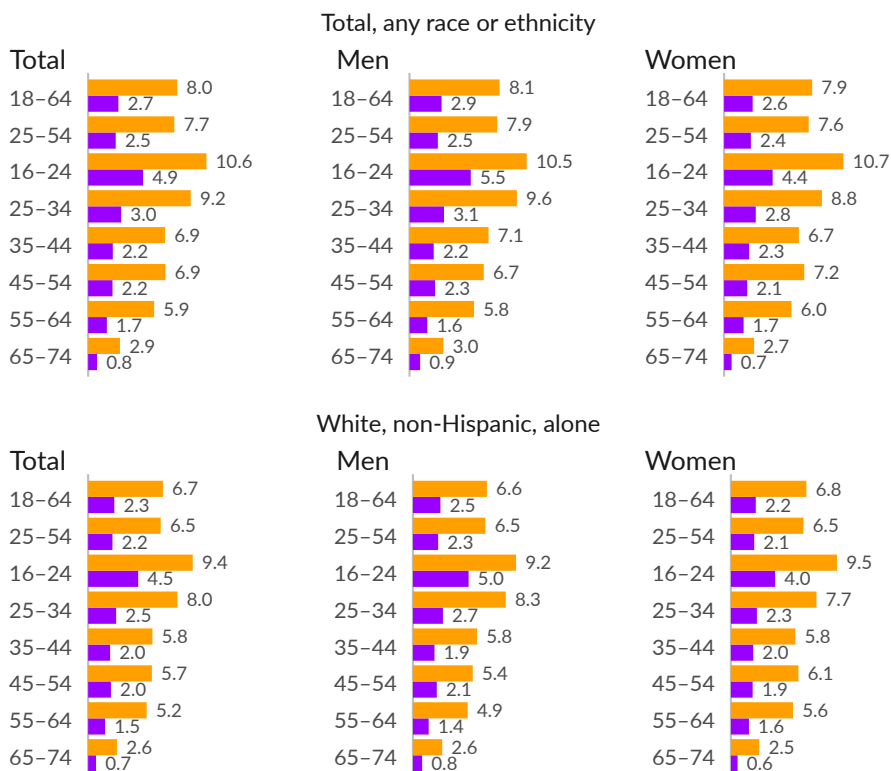 Total, any race or ethnicity
Total Men Women
18–64 8.0 2.7 18–64 8.1 2.9 18–64 7.9 2.6
25–54 7.7 2.5 25–54 7.9 2.5 25–54 7.6 2.4
16–24 10.6 4.9 16–24 10.5 5.5 16–24 10.7 4.4
25–34 9.2 3.0 25–34 9.6 3.1 25–34 8.8 2.8
35–44 6.9 2.2 35–44 7.1 2.2 35–44 6.7 2.3
45–54 6.9 2.2 45–54 6.7 2.3 45–54 7.2 2.1
55–64 5.9 1.7 55–64 5.8 1.6 55–64 6.0 1.7
65–74 2.9 0.8 65–74 3.0 0.9 65–74 2.7 0.7
White, non-Hispanic, alone
Total Men Women
18–64 6.7 2.3 18–64 6.6 2.5 18–64 6.8 2.2
25–54 6.5 2.2 25–54 6.5 2.3 25–54 6.5 2.1
16–24 9.4 4.5 16–24 9.2 5.0 16–24 9.5 4.0
25–34 8.0 2.5 25–34 8.3 2.7 25–34 7.7 2.3
35–44 5.8 2.0 35–44 5.8 1.9 35–44 5.8 2.0
45–54 5.7 2.0 45–54 5.4 2.1 45–54 6.1 1.9
55–64 5.2 1.5 55–64 4.9 1.4 55–64 5.6 1.6
65–74 2.6 0.7 65–74 2.6 0.8 65–74 2.5 0.6